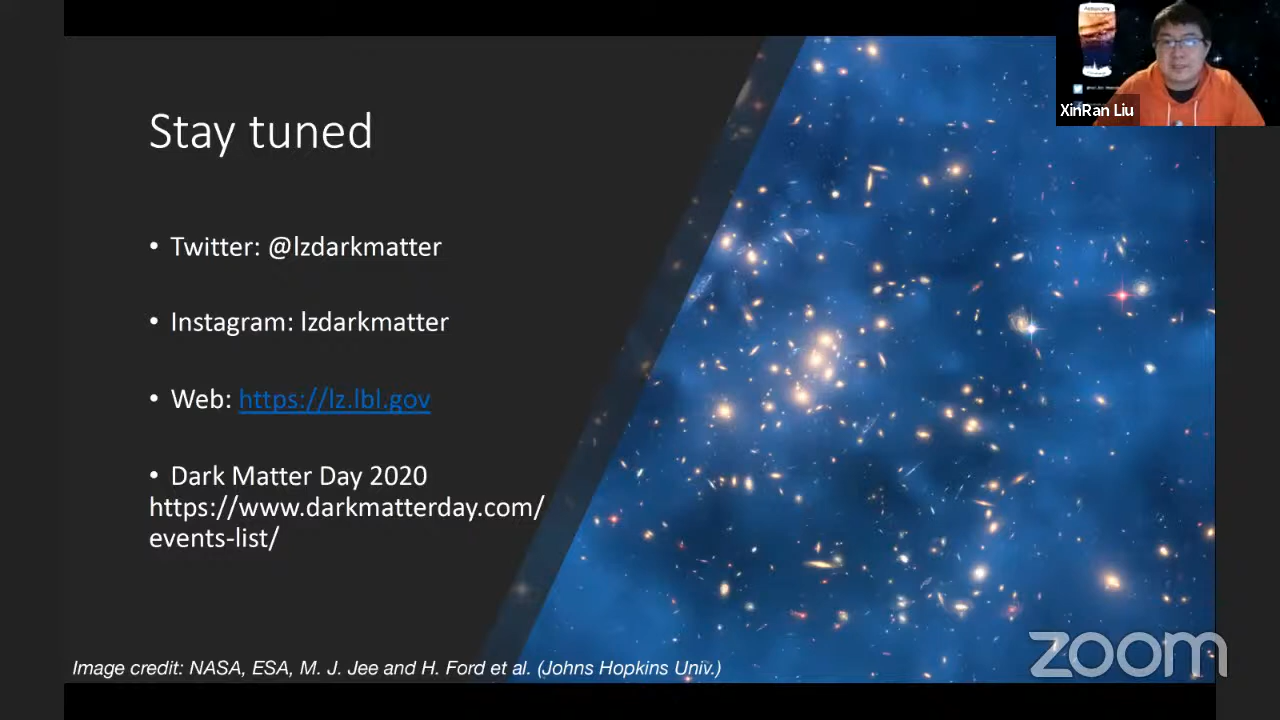 XinRan Liu
Stay tuned
• Twitter: @lzdarkmatter
• Instagram: lzdarkmatter
• Web: https://lz.lbl.gov
• Dark Matter Day 2020
https://www.darkmatterday.com/
events-list/
Image credit: NASA, ESA, M. J. Jee and H. Ford et al. (Johns Hopkins Univ.)
zoom